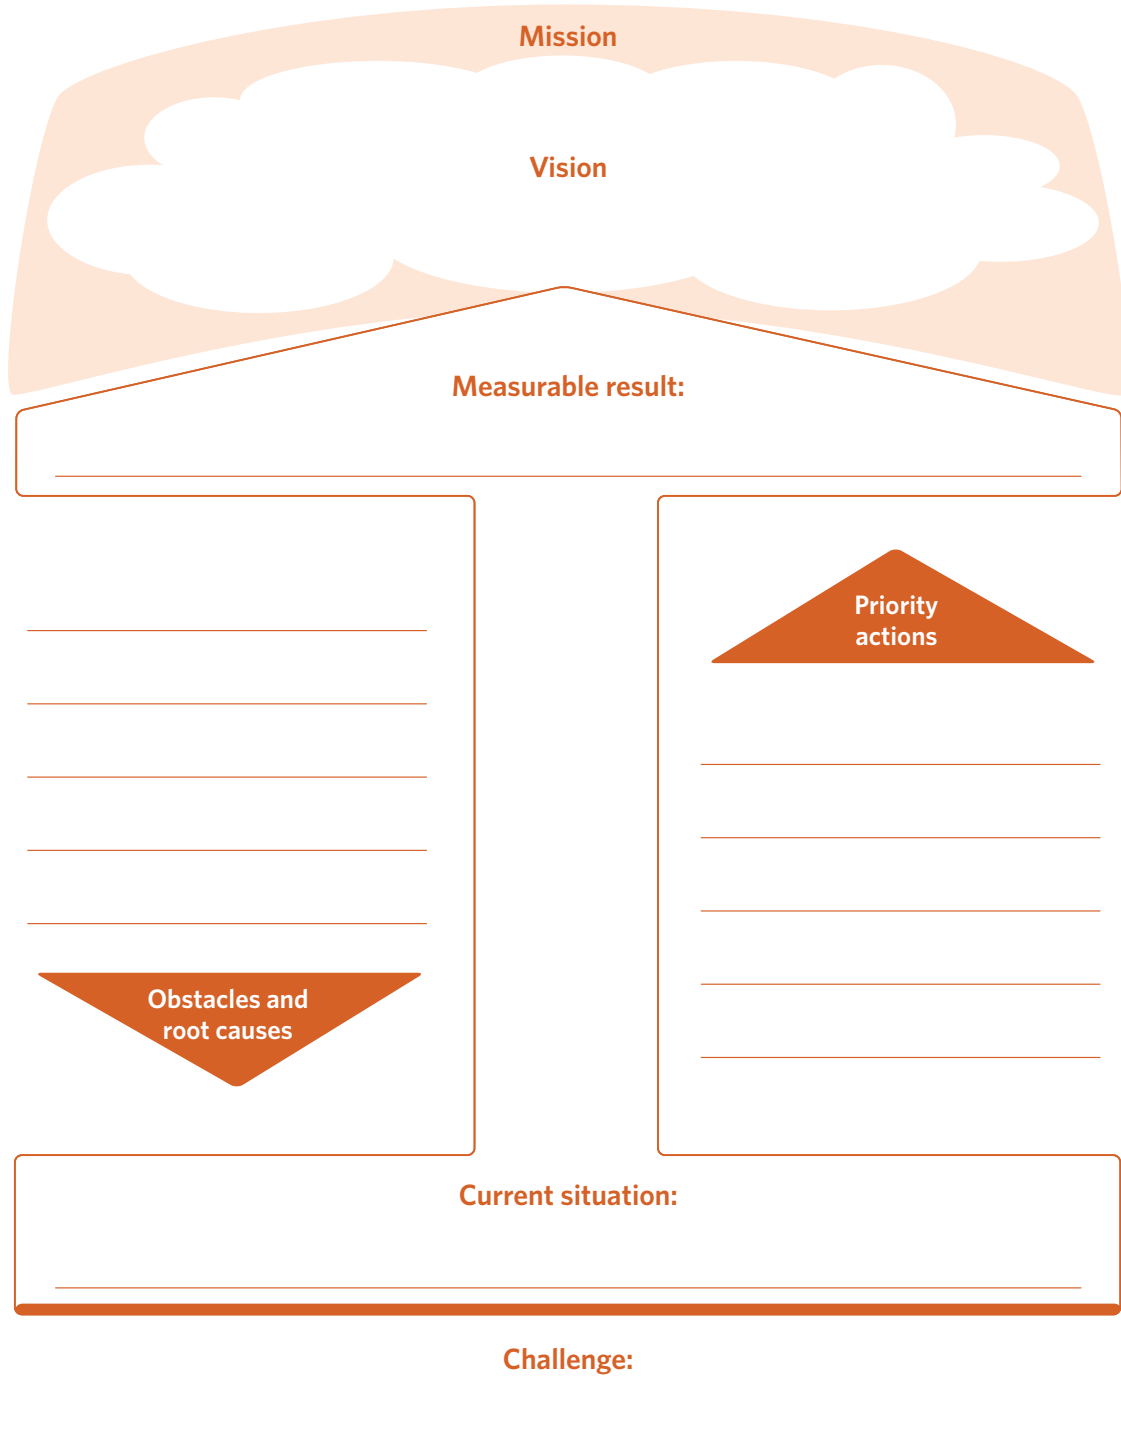 Mission
Vision
Measurable result:
Priority
actions
Obstacles and
root causes
Current situation:
Challenge: